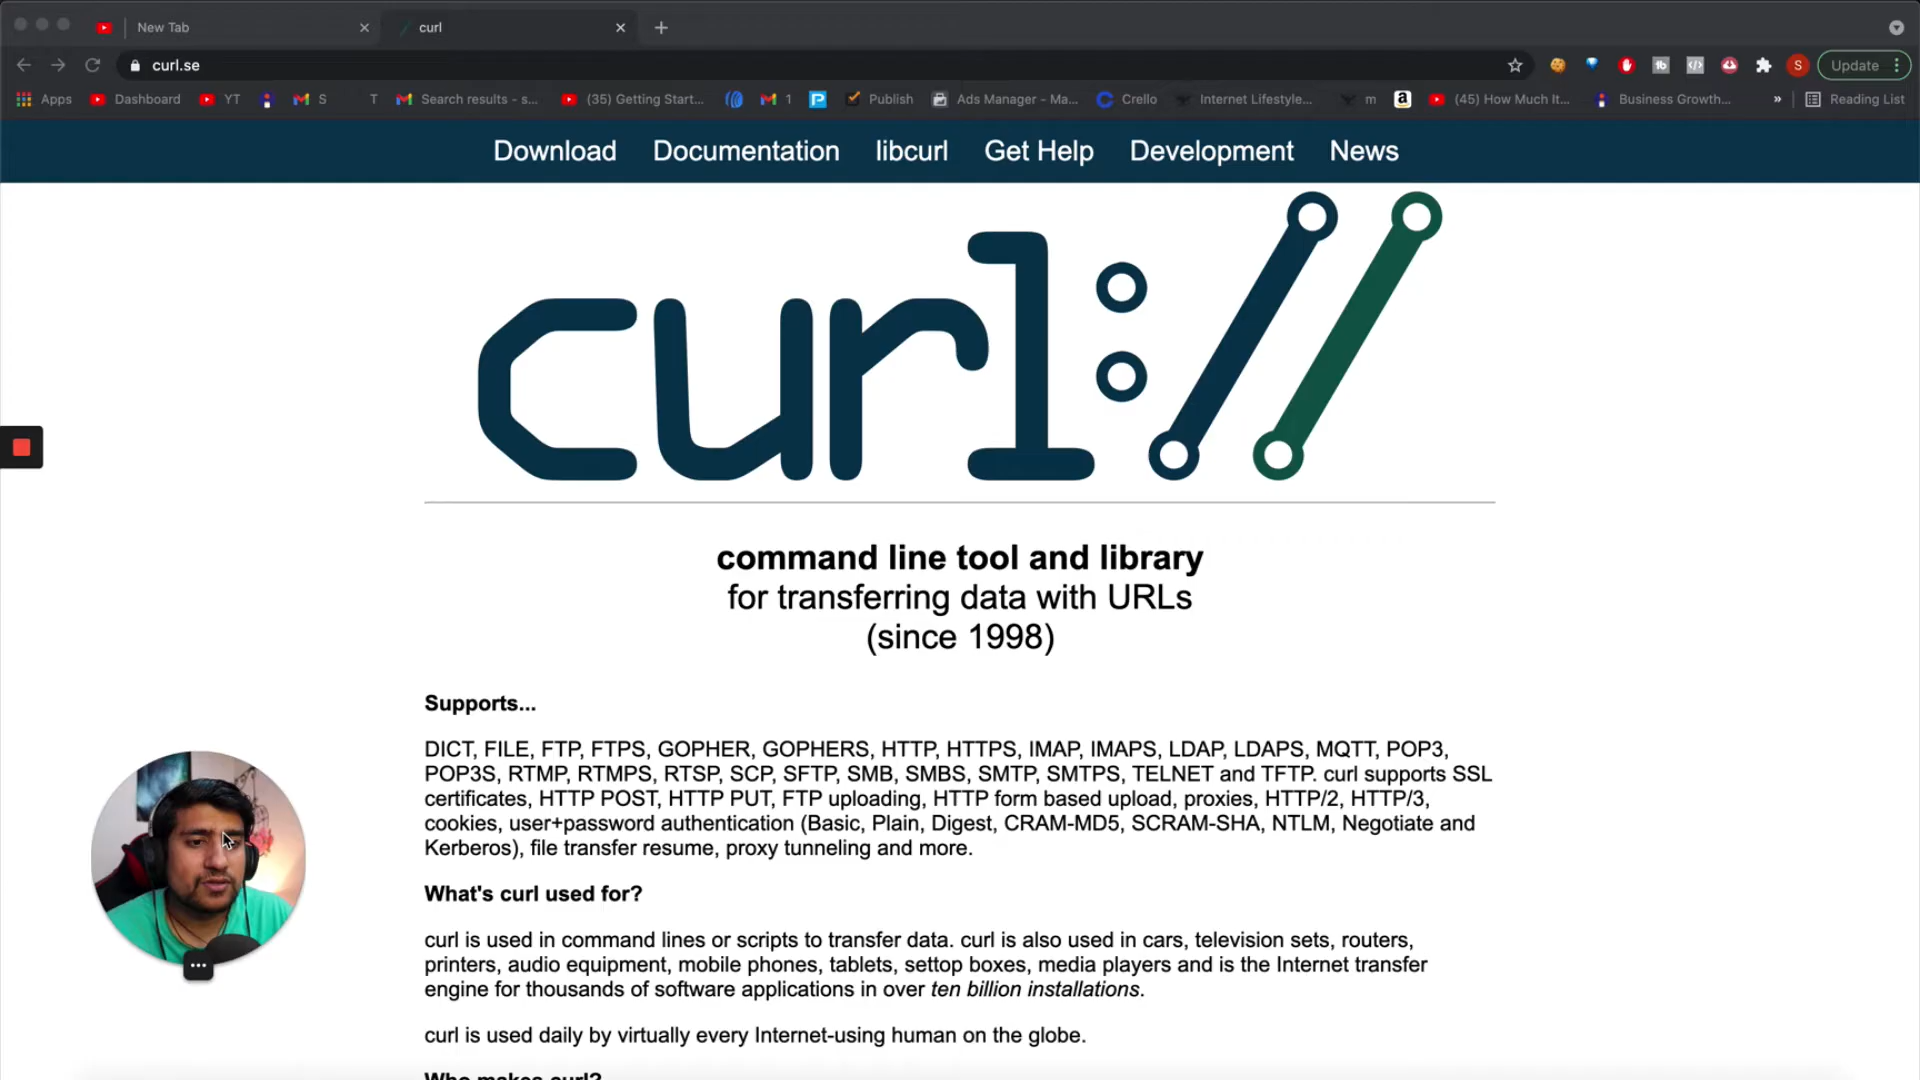 New Tab
curl
curl.se
Update
Apps
Dashboard
YT
S
T
Search results - s...
(35) Getting Start...
1
Publish
Ads Manager - Ma...
Crello
Internet Lifestyle...
m
(45) How Much It...
Business Growth...
»
Reading List
Download
Documentation
libcurl
Get Help
Development
News
curl://
command line tool and library
for transferring data with URLs
(since 1998)
Supports...
DICT, FILE, FTP, FTPS, GOPHER, GOPHERS, HTTP, HTTPS, IMAP, IMAPS, LDAP, LDAPS, MQTT, POP3,
POP3S, RTMP, RTMPS, RTSP, SCP, SFTP, SMB, SMBS, SMTP, SMTPS, TELNET and TFTP. curl supports SSL
certificates, HTTP POST, HTTP PUT, FTP uploading, HTTP form based upload, proxies, HTTP/2, HTTP/3,
cookies, user+password authentication (Basic, Plain, Digest, CRAM-MD5, SCRAM-SHA, NTLM, Negotiate and
Kerberos), file transfer resume, proxy tunneling and more.
What's curl used for?
curl is used in command lines or scripts to transfer data. curl is also used in cars, television sets, routers,
printers, audio equipment, mobile phones, tablets, settop boxes, media players and is the Internet transfer
engine for thousands of software applications in over ten billion installations.
curl is used daily by virtually every Internet-using human on the globe.
Who makes curl?